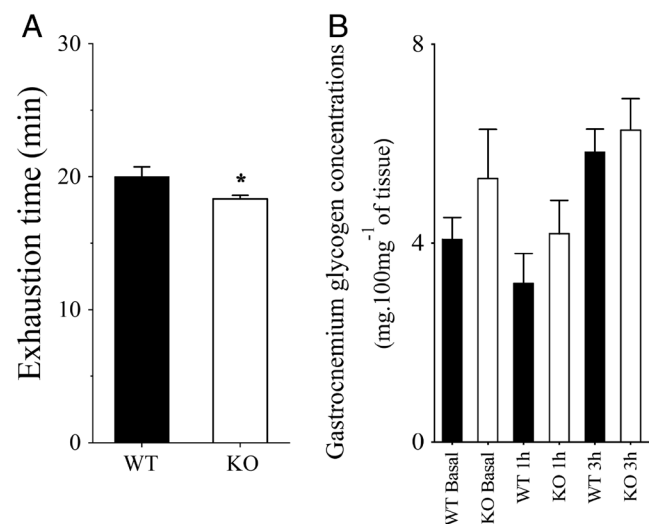 A
Exhaustion time (min)
30
20
10
0
*
WT
KO
B
Gastrocnemium glycogen concentrations
(mg.100mg⁻¹ of tissue)
8
4
0
WT Basal
KO Basal
WT 1h
KO 1h
WT 3h
KO 3h